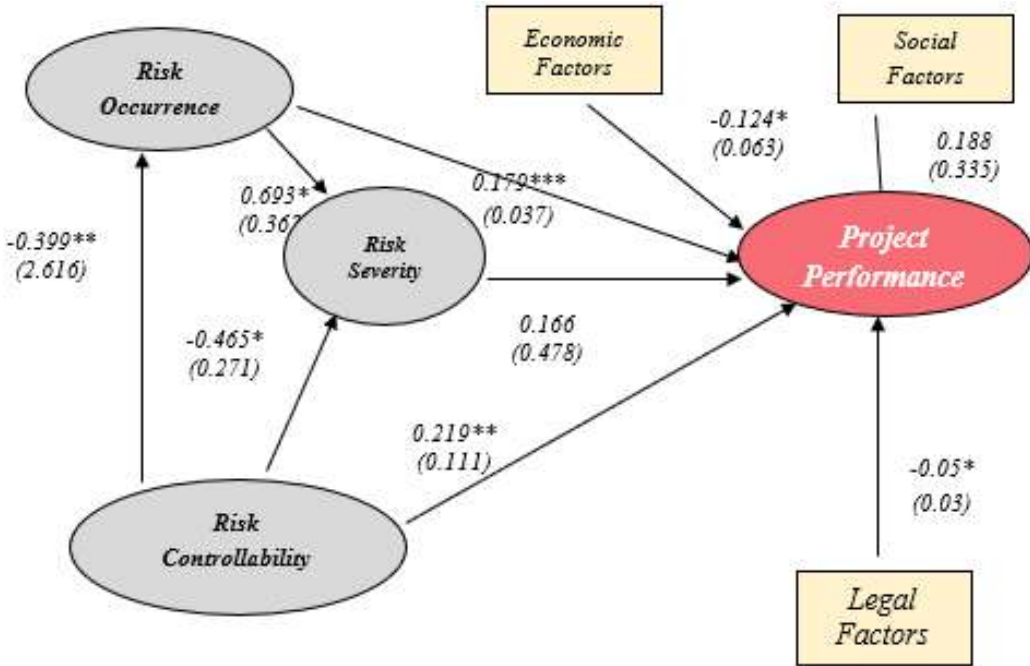 Economic
Factors
Social
Factors
Risk
Occurrence
-0.124*
(0.063)
0.188
(0.335)
0.693*
(0.367
0.179***
(0.037)
-0.399**
(2.616)
Risk
Severity
Project
Performance
-0.465*
(0.271)
0.166
(0.478)
0.219**
(0.111)
-0.05*
(0.03)
Risk
Controllability
Legal
Factors